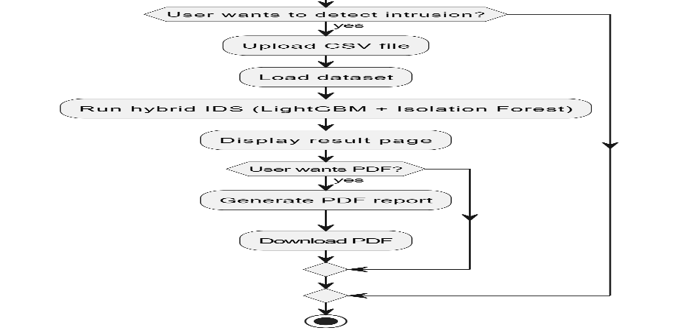 User wants to detect intrusion?
yes
Upload CSV file
Load dataset
Run hybrid IDS (LightGBM + Isolation Forest)
Display result page
User wants PDF?
yes
Generate PDF report
Download PDF